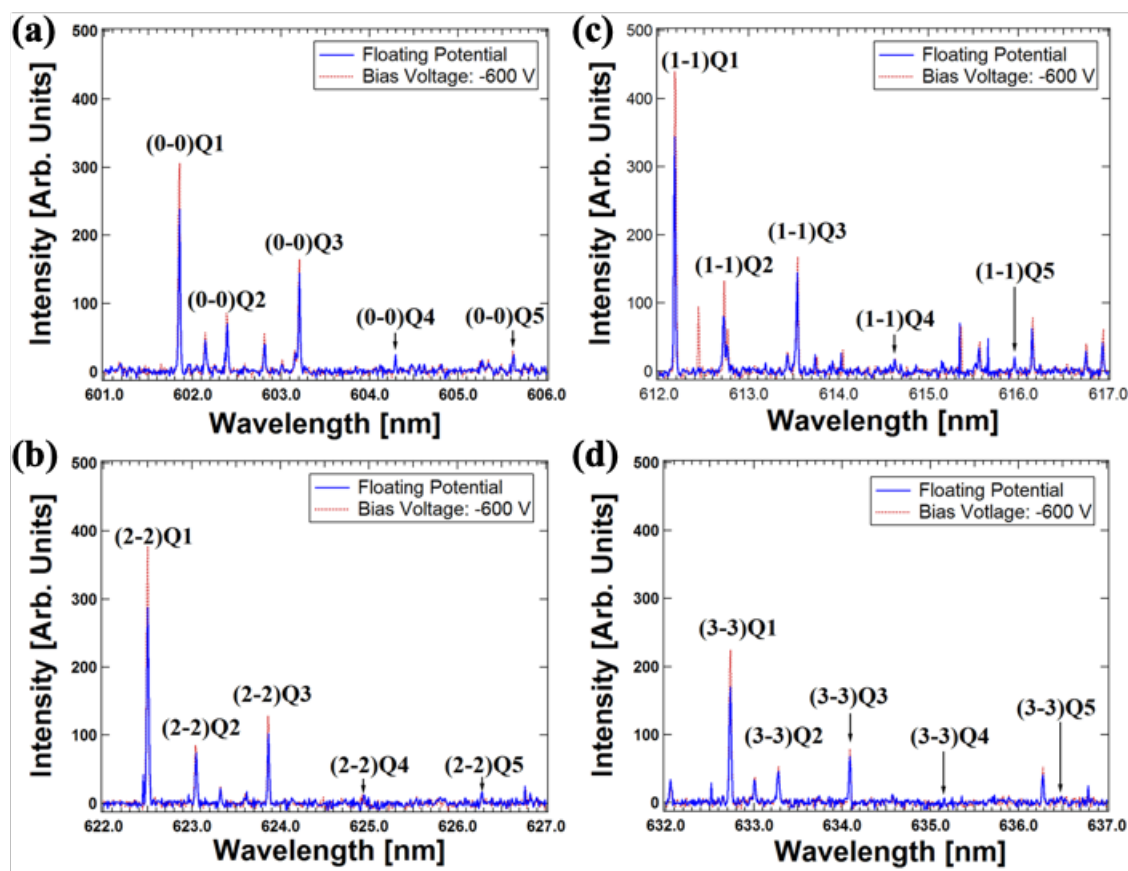 (a)
500
400
300
200
100
0
Intensity [Arb. Units]
Floating Potential
Bias Voltage: -600 V
(0-0)Q1
(0-0)Q2
(0-0)Q3
(0-0)Q4
(0-0)Q5
601.0 602.0 603.0 604.0 605.0 606.0
Wavelength [nm]
(c)
500
400
300
200
100
0
Intensity [Arb. Units]
Floating Potential
Bias Voltage: -600 V
(1-1)Q1
(1-1)Q2
(1-1)Q3
(1-1)Q4
(1-1)Q5
612.0 613.0 614.0 615.0 616.0 617.0
Wavelength [nm]
(b)
500
400
300
200
100
0
Intensity [Arb. Units]
Floating Potential
Bias Voltage: -600 V
(2-2)Q1
(2-2)Q2
(2-2)Q3
(2-2)Q4
(2-2)Q5
622.0 623.0 624.0 625.0 626.0 627.0
Wavelength [nm]
(d)
500
400
300
200
100
0
Intensity [Arb. Units]
Floating Potential
Bias Votlage: -600 V
(3-3)Q1
(3-3)Q2
(3-3)Q3
(3-3)Q4
(3-3)Q5
632.0 633.0 634.0 635.0 636.0 637.0
Wavelength [nm]